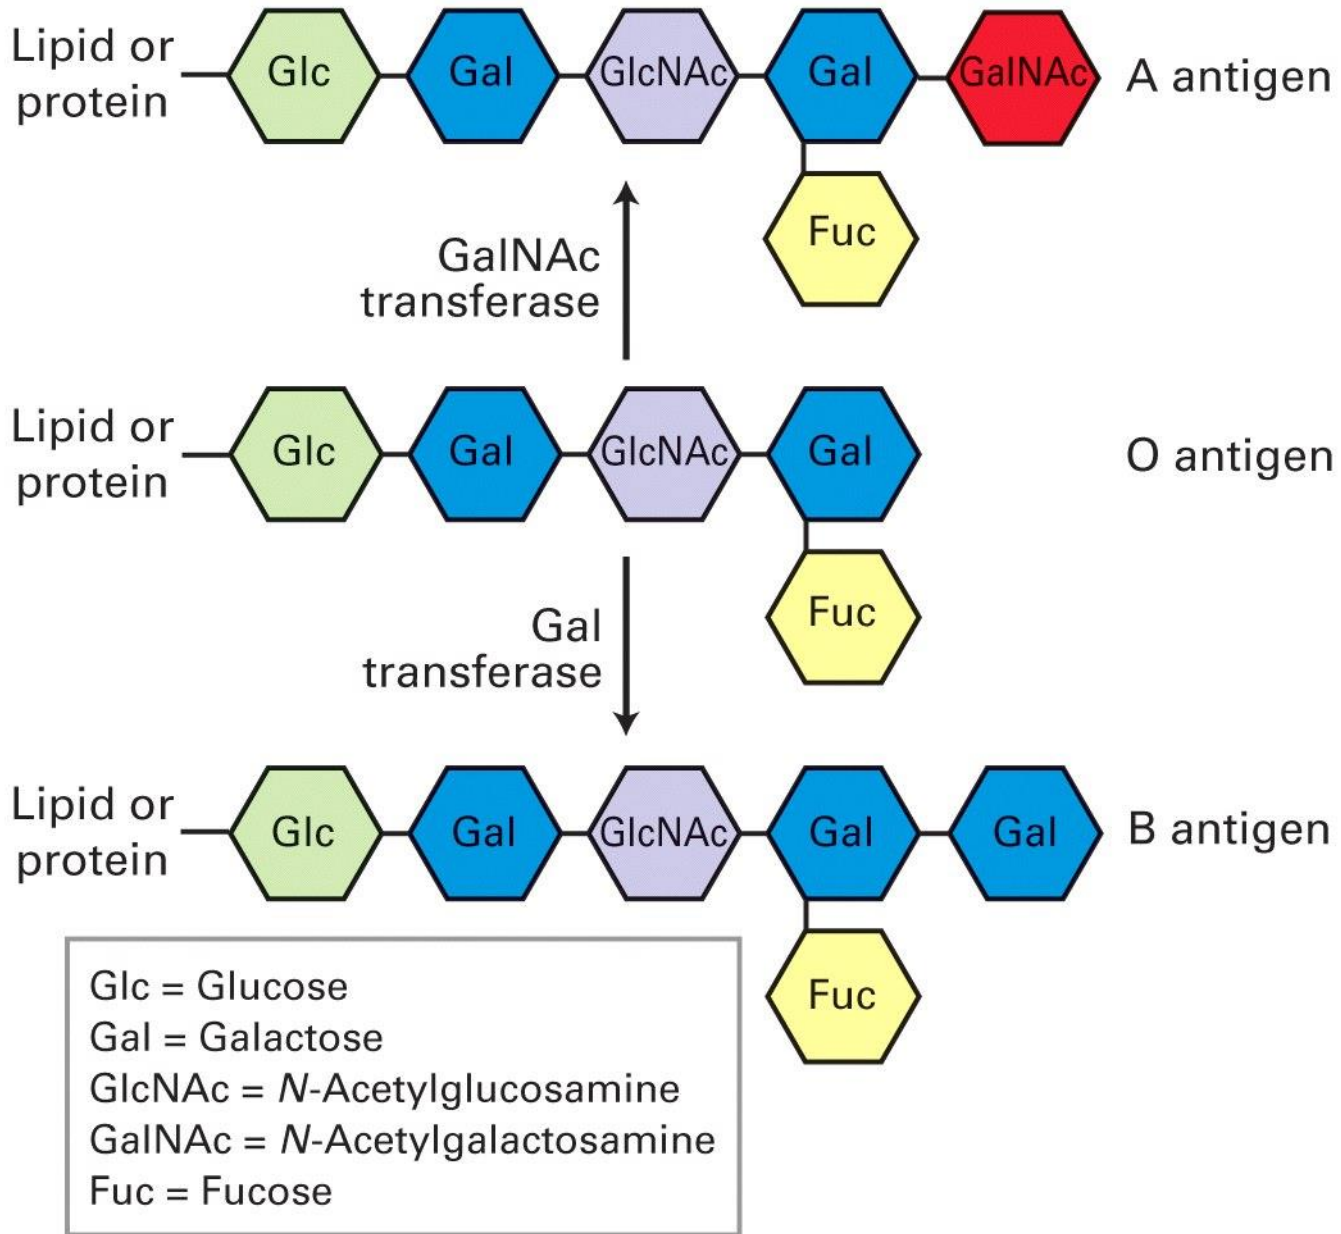 Lipid or
protein
Glc Gal GlcNAc Gal GalNAc A antigen
Fuc
GalNAc
transferase
Lipid or
protein
Glc Gal GlcNAc Gal O antigen
Fuc
Gal
transferase
Lipid or
protein
Glc Gal GlcNAc Gal Gal B antigen
Fuc
Glc = Glucose
Gal = Galactose
GlcNAc = N-Acetylglucosamine
GalNAc = N-Acetylgalactosamine
Fuc = Fucose